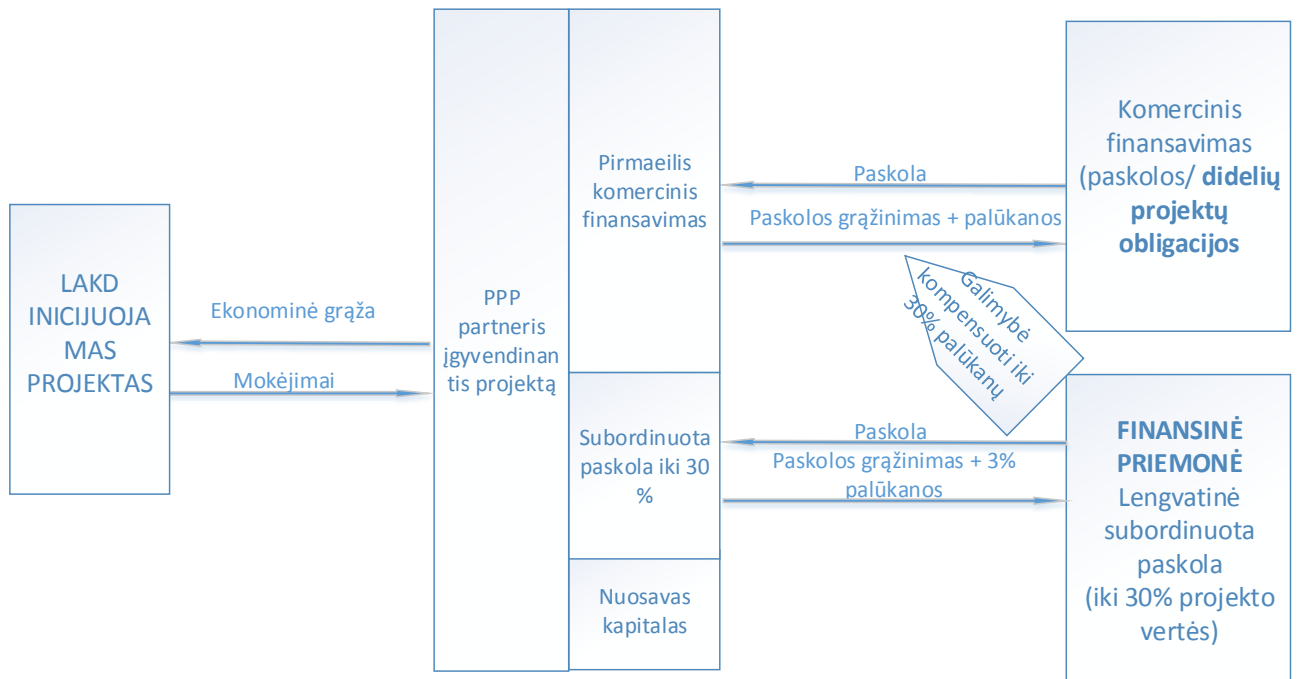 LAKD
INICIJUOJA
MAS
PROJEKTAS
Ekonominė grąža
Mokėjimai
PPP
partneris
įgyvendinan
tis projektą
Pirmaeilis
komercinis
finansavimas
Subordinuota
paskola iki 30
%
Nuosavas
kapitalas
Paskola
Paskolos grąžinimas + palūkanos
Galimybė
kompensuoti iki
30% palūkanų
Paskola
Paskolos grąžinimas + 3%
palūkanos
Komercinis
finansavimas
(paskolos/ didelių
projektų
obligacijos
FINANSINĖ
PRIEMONĖ
Lengvatinė
subordinuota
paskola
(iki 30% projekto
vertės)